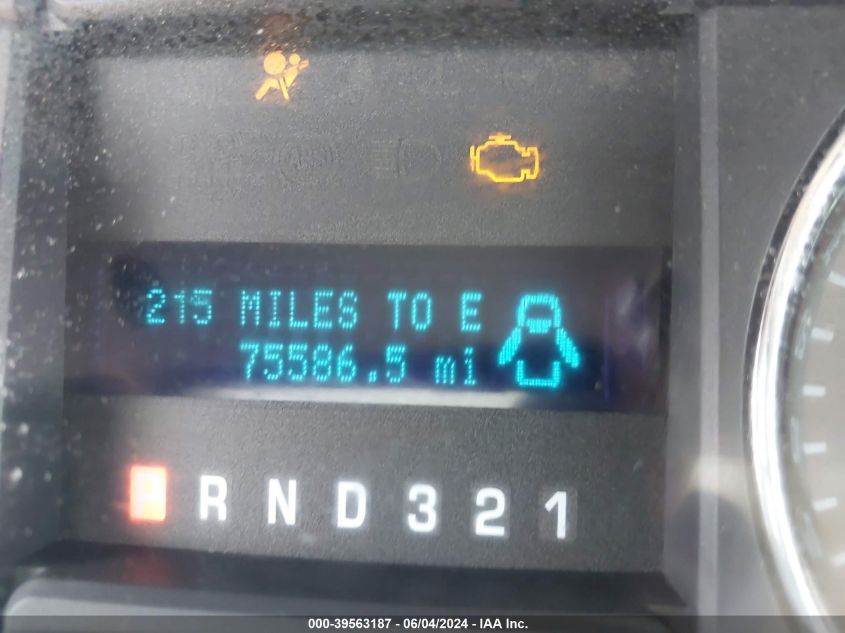 215 MILES TO E
75586.5 mi
P R N D 3 2 1
000-39563187 - 06/04/2024 - IAA Inc.